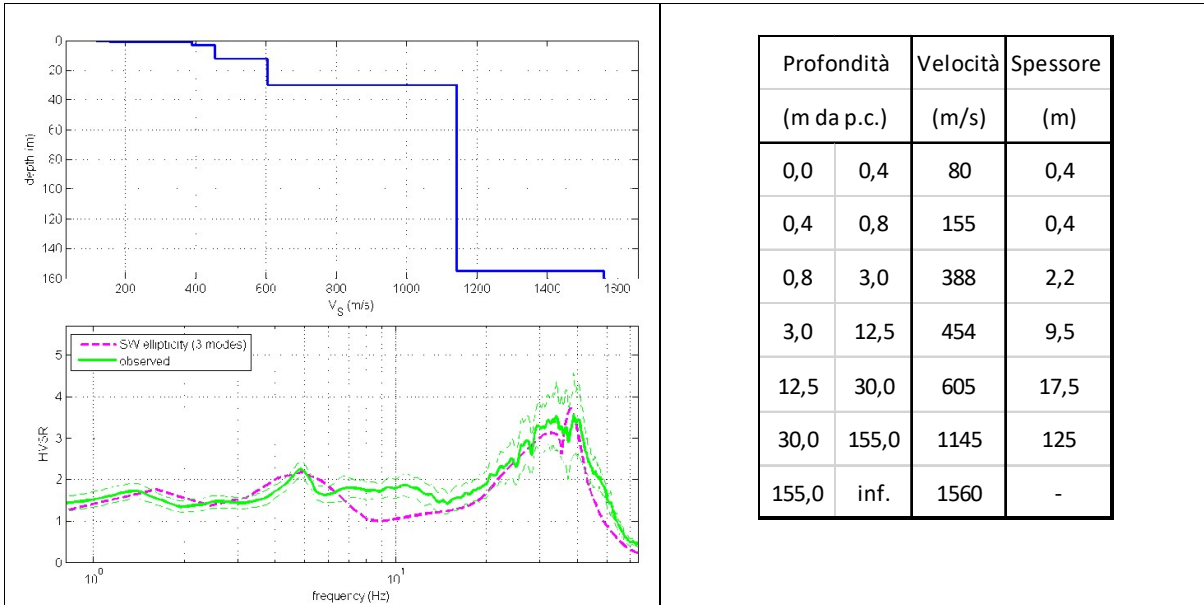 0
20
40
60
80
100
120
140
160
depth (m)
200 400 600 800 1000 1200 1400 1600
V_S (m/s)
SW ellipticity (3 modes)
observed
5
4
3
2
1
0
HVSR
10^0 10^1
frequency (Hz)
Profondità Velocità Spessore
(m da p.c.) (m/s) (m)
0,0 0,4 80 0,4
0,4 0,8 155 0,4
0,8 3,0 388 2,2
3,0 12,5 454 9,5
12,5 30,0 605 17,5
30,0 155,0 1145 125
155,0 inf. 1560 -